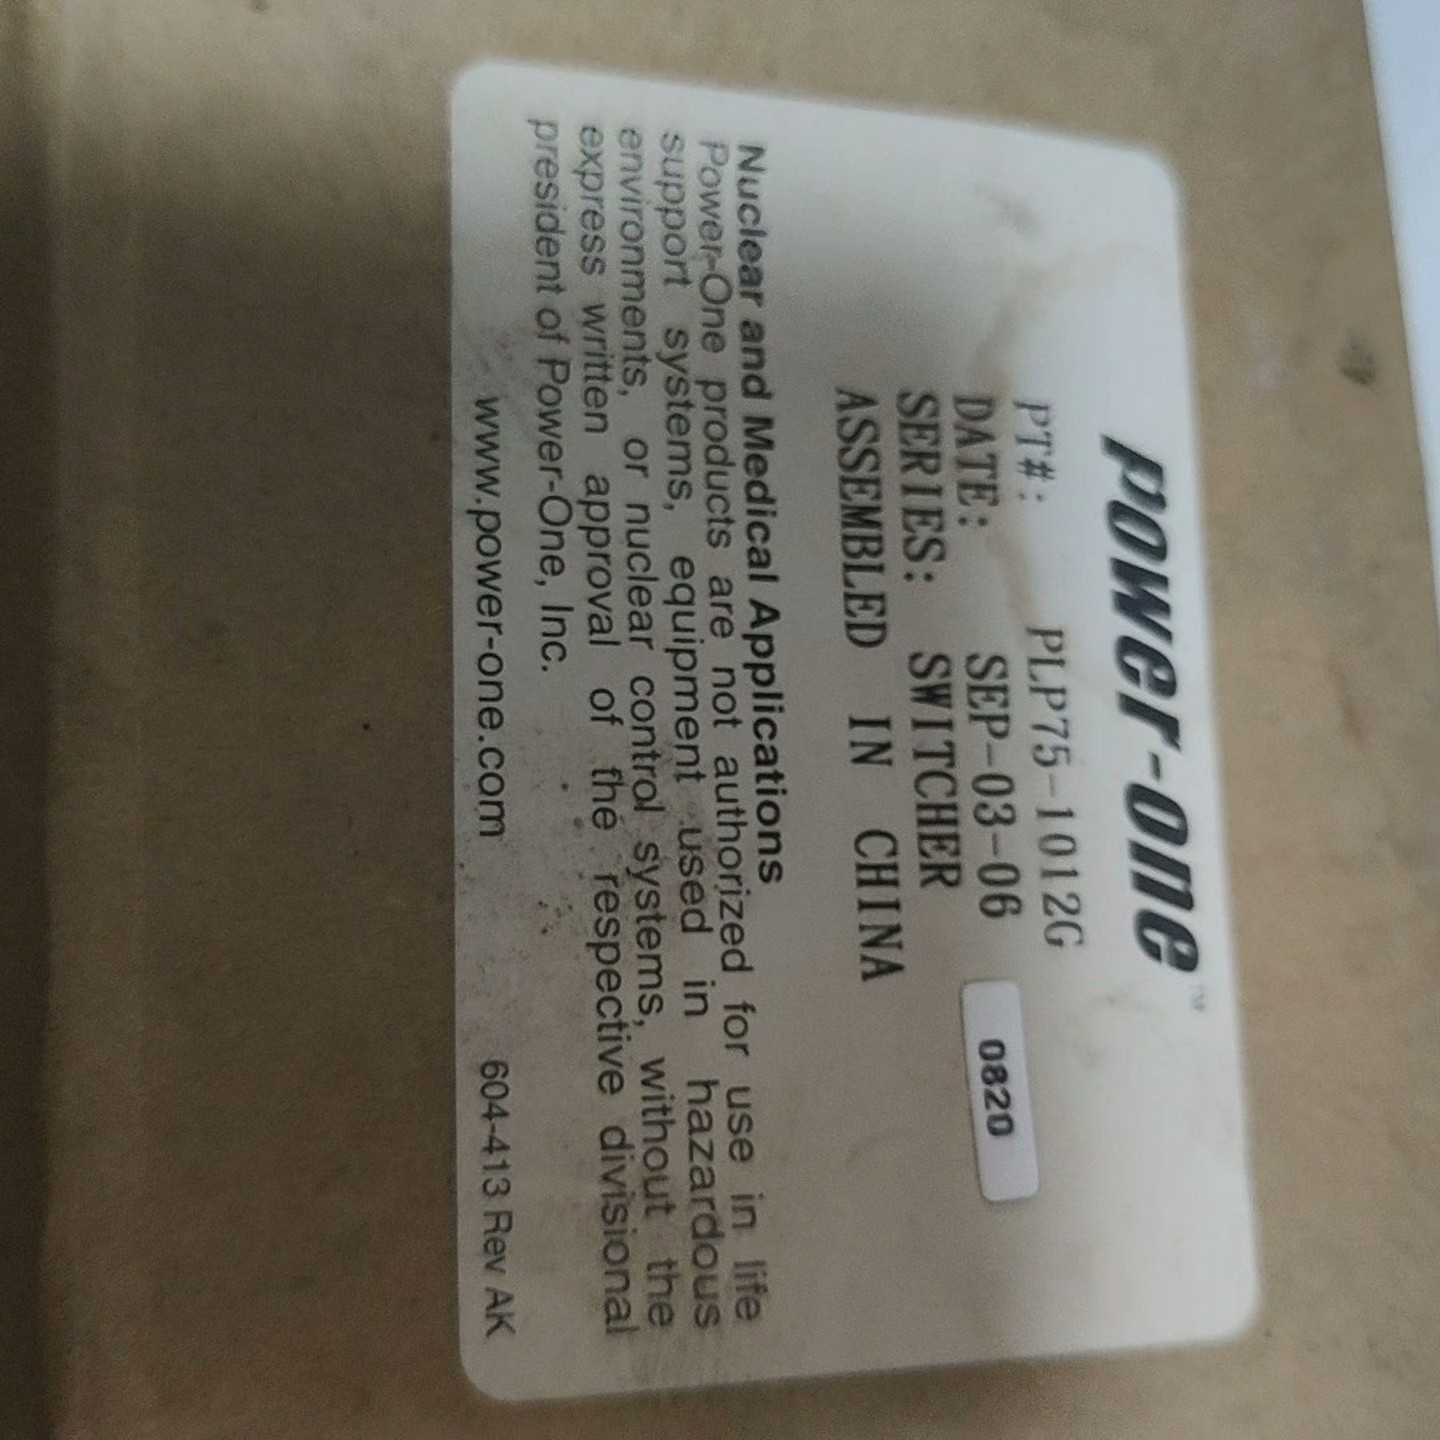 power-one™
PT#: PLP75-1012G
DATE: SEP-03-06 0820
SERIES: SWITCHER
ASSEMBLED IN CHINA
Nuclear and Medical Applications
Power-One products are not authorized for use in life
support systems, equipment used in hazardous
environments, or nuclear control systems, without the
express written approval of the respective divisional
president of Power-One, Inc.
www.power-one.com 604-413 Rev AK